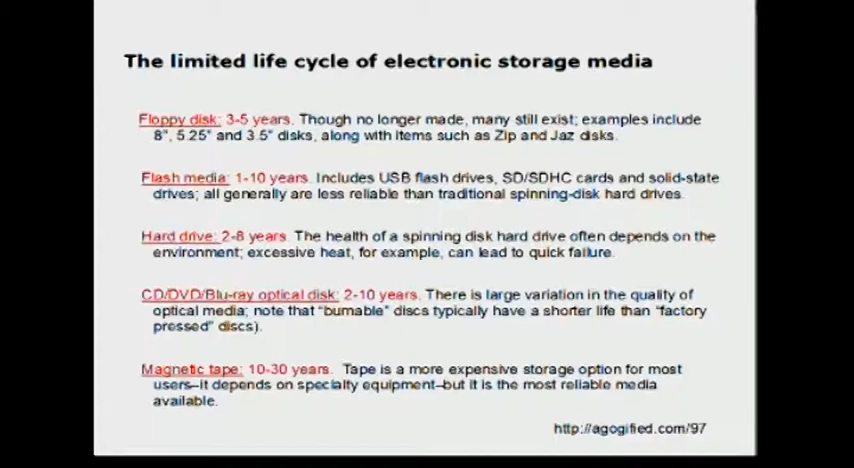 The limited life cycle of electronic storage media
Floppy disk: 3-5 years. Though no longer made, many still exist; examples include
8", 5.25" and 3.5" disks, along with items such as Zip and Jaz disks.
Flash media: 1-10 years. Includes USB flash drives, SD/SDHC cards and solid-state
drives; all generally are less reliable than traditional spinning-disk hard drives.
Hard drive: 2-8 years. The health of a spinning disk hard drive often depends on the
environment; excessive heat, for example, can lead to quick failure.
CD/DVD/Blu-ray optical disk: 2-10 years. There is large variation in the quality of
optical media; note that “burnable” discs typically have a shorter life than “factory
pressed” discs).
Magnetic tape: 10-30 years. Tape is a more expensive storage option for most
users–it depends on specialty equipment–but it is the most reliable media
available.
http://agogified.com/97